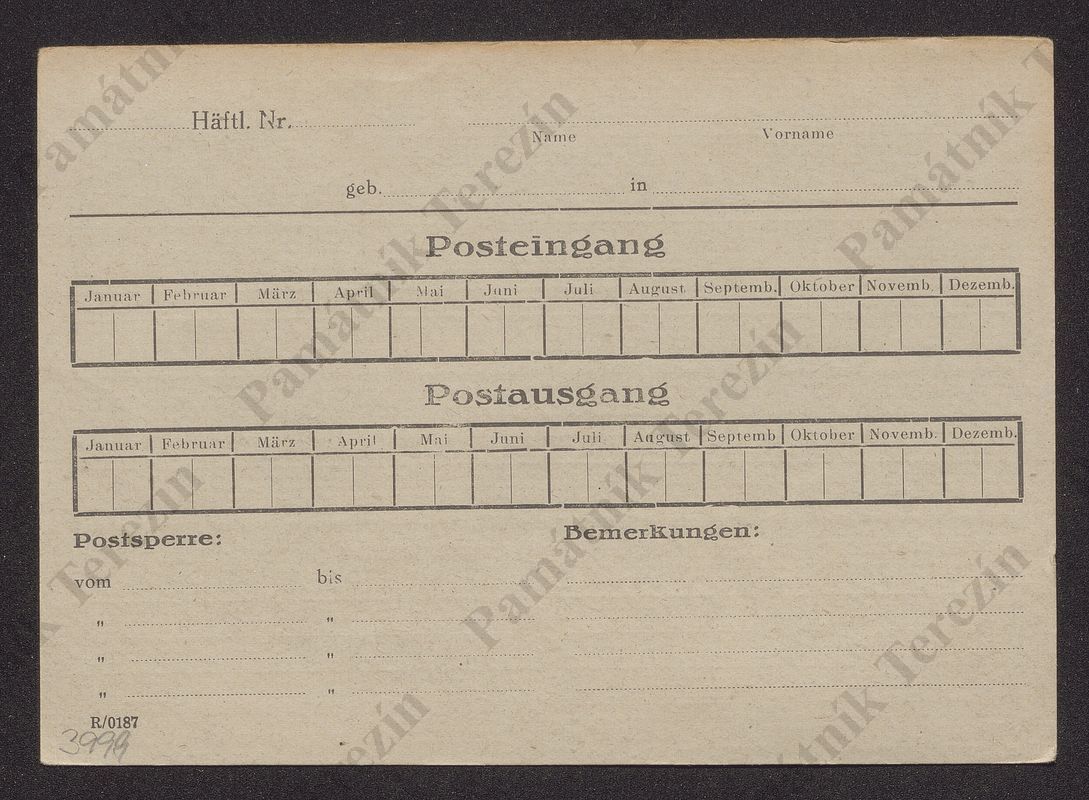 Häftl. Nr.
Name Vorname
geb. in
Posteingang
Januar Februar März April Mai Juni Juli August Septemb. Oktober Novemb. Dezemb.
Postausgang
Januar Februar März April Mai Juni Juli August Septemb Oktober Novemb. Dezemb.
Postsperre: Bemerkungen:
vom bis
" "
" "
" "
R/0187
Památník Terezín